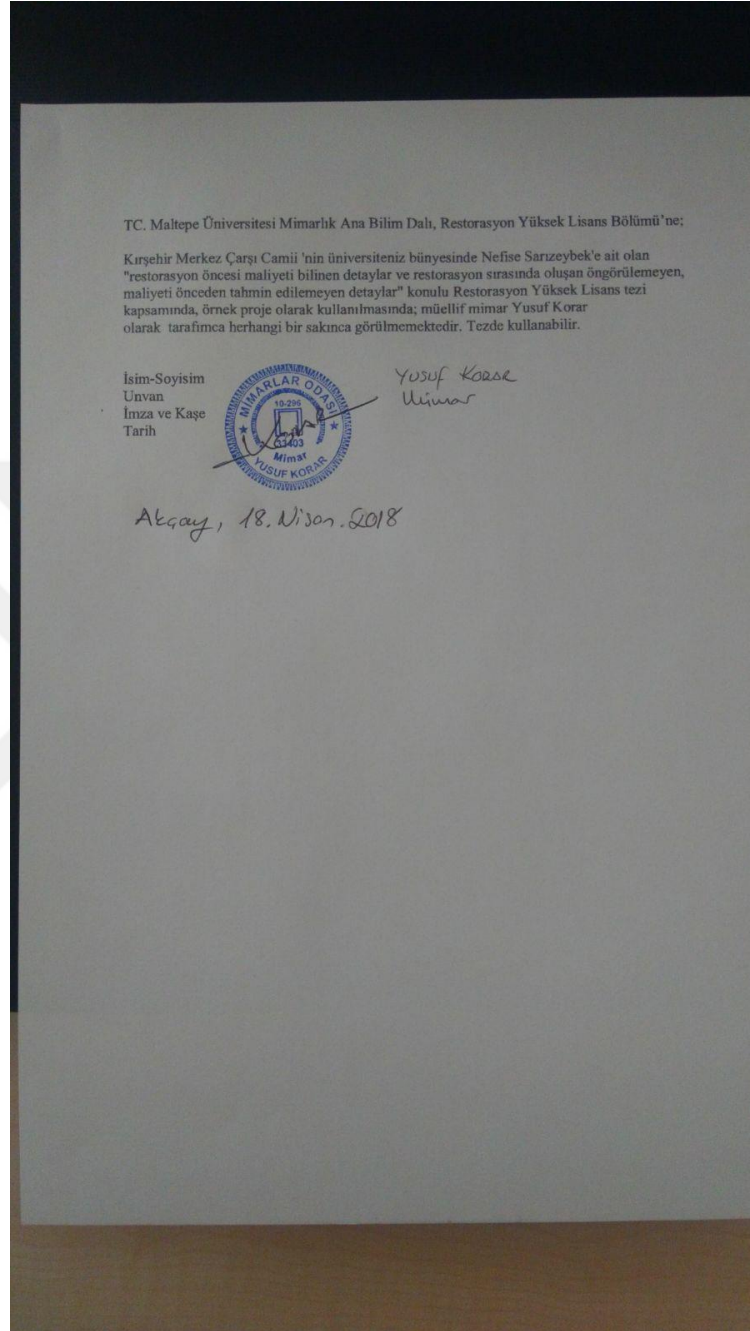 TC. Maltepe Üniversitesi Mimarlık Ana Bilim Dalı, Restorasyon Yüksek Lisans Bölümü'ne;
Kırşehir Merkez Çarşı Camii 'nin üniversiteniz bünyesinde Nefise Sarızeybek'e ait olan
"restorasyon öncesi maliyeti bilinen detaylar ve restorasyon sırasında oluşan öngörülemeyen,
maliyeti önceden tahmin edilemeyen detaylar" konulu Restorasyon Yüksek Lisans tezi
kapsamında, örnek proje olarak kullanılmasında; müellif mimar Yusuf Korar
olarak tarafımca herhangi bir sakınca görülmemektedir. Tezde kullanabilir.
İsim-Soyisim
Unvan
İmza ve Kaşe
Tarih
MİMARLAR ODASI
10-296
33403
Mimar
YUSUF KORAR
Yusuf Korar
Mimar
Akçay, 18.Nisan.2018